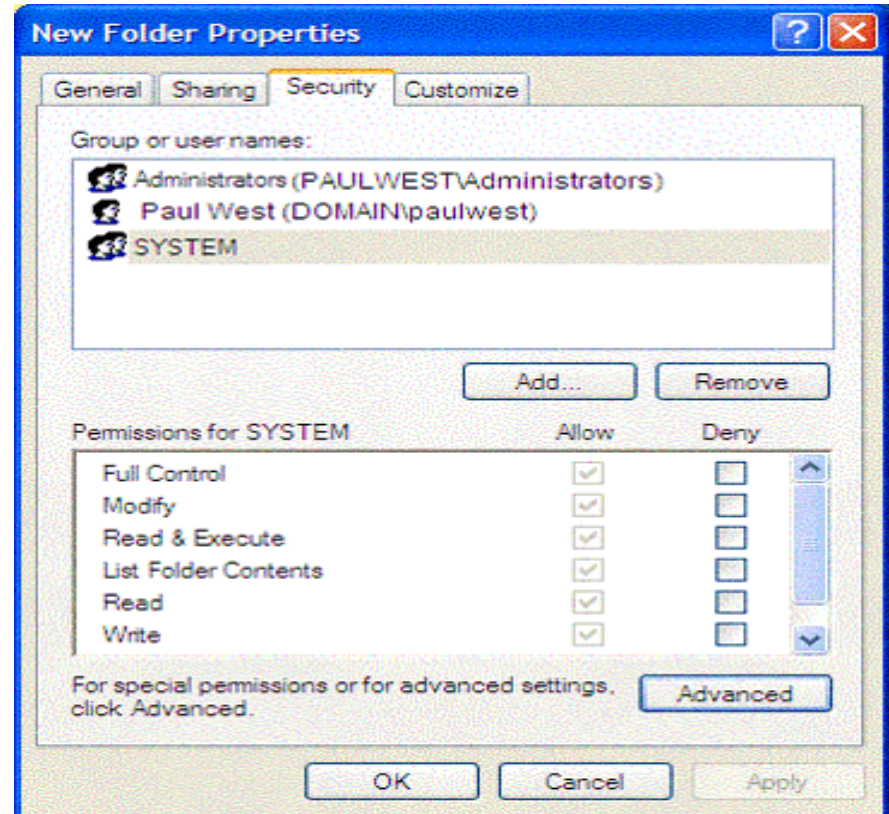 New Folder Properties
General Sharing Security Customize
Group or user names:
Administrators (PAULWEST\Administrators)
Paul West (DOMAIN\paulwest)
SYSTEM
Add... Remove
Permissions for SYSTEM Allow Deny
Full Control
Modify
Read & Execute
List Folder Contents
Read
Write
For special permissions or for advanced settings,
click Advanced.
Advanced
OK Cancel Apply